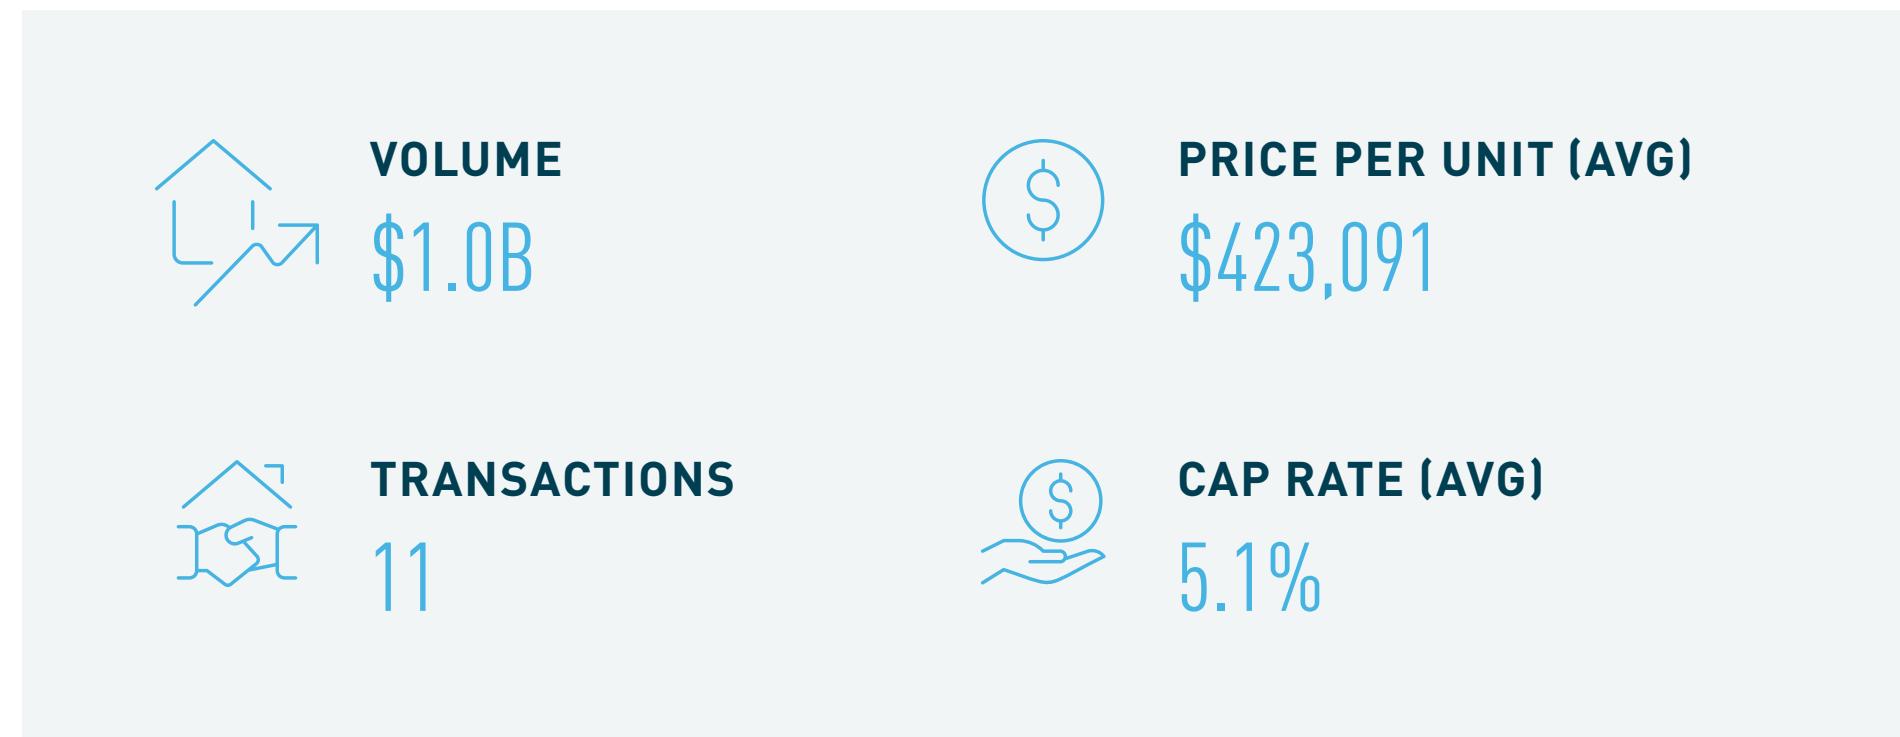 VOLUME
$1.0B
PRICE PER UNIT (AVG)
$423,091
TRANSACTIONS
11
CAP RATE (AVG)
5.1%